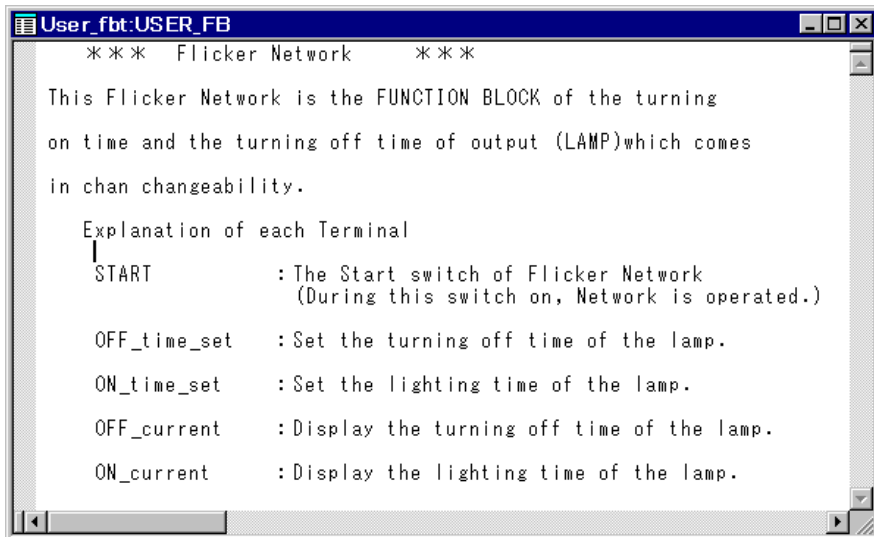 User_fbt:USER_FB
*** Flicker Network ***
This Flicker Network is the FUNCTION BLOCK of the turning
on time and the turning off time of output (LAMP)which comes
in chan changeability.
Explanation of each Terminal
START :The Start switch of Flicker Network
(During this switch on, Network is operated.)
OFF_time_set :Set the turning off time of the lamp.
ON_time_set :Set the lighting time of the lamp.
OFF_current :Display the turning off time of the lamp.
ON_current :Display the lighting time of the lamp.